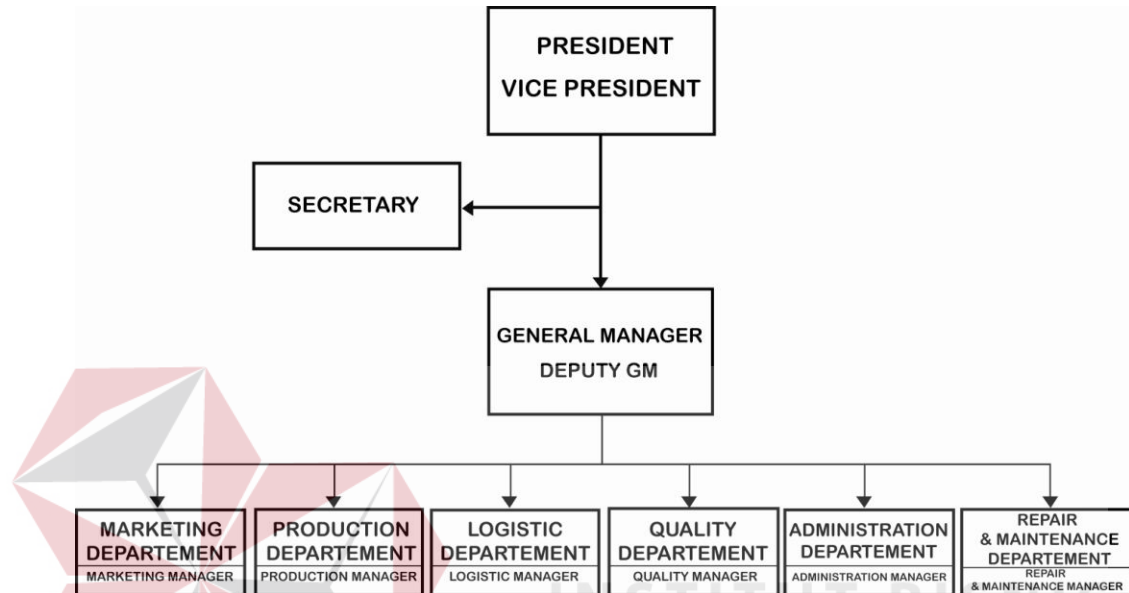 PRESIDENT
VICE PRESIDENT
SECRETARY
GENERAL MANAGER
DEPUTY GM
MARKETING
DEPARTEMENT
MARKETING MANAGER
PRODUCTION
DEPARTEMENT
PRODUCTION MANAGER
LOGISTIC
DEPARTEMENT
LOGISTIC MANAGER
QUALITY
DEPARTEMENT
QUALITY MANAGER
ADMINISTRATION
DEPARTEMENT
ADMINISTRATION MANAGER
REPAIR
& MAINTENANCE
DEPARTEMENT
REPAIR
& MAINTENANCE MANAGER